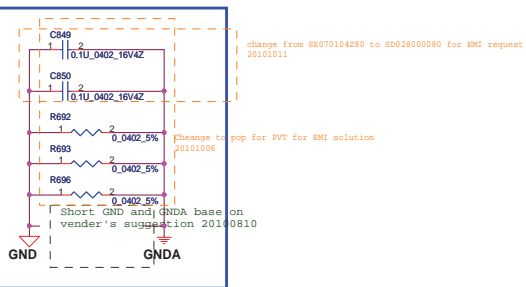 C849
1 2
0.1U_0402_16V4Z
change from SE070104Z80 to SD028000080 for EMI request
20101011
C850
1 2
0.1U_0402_16V4Z
R692
1 2
0_0402_5%
Cheange to pop for PVT for EMI solution
20101006
R693
1 2
0_0402_5%
R696
1 2
0_0402_5%
Short GND and GNDA base on
vender's suggestion 20100810
GND GNDA